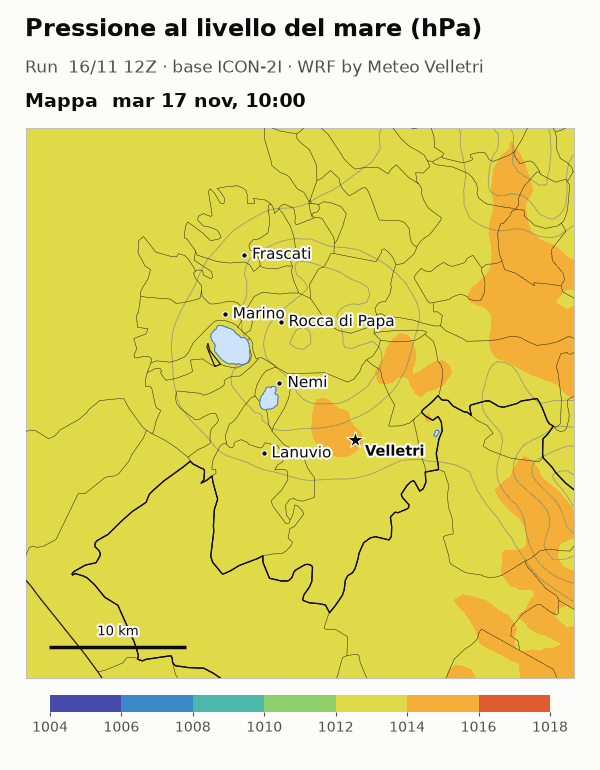 Pressione al livello del mare (hPa)
Run  16/11 12Z · base ICON-2I · WRF by Meteo Velletri
Mappa  mar 17 nov, 10:00
Frascati
Marino
Rocca di Papa
Nemi
Velletri
Lanuvio
10 km
1004 1006 1008 1010 1012 1014 1016 1018